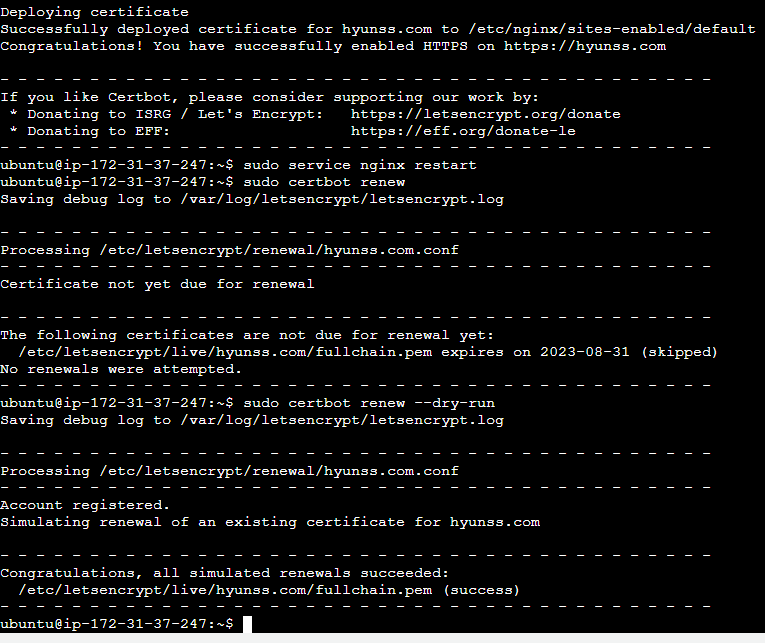 Deploying certificate
Successfully deployed certificate for hyunss.com to /etc/nginx/sites-enabled/default
Congratulations! You have successfully enabled HTTPS on https://hyunss.com
- - - - - - - - - - - - - - - - - - - - - - - - - - - - - - - - - - - - - - - -
If you like Certbot, please consider supporting our work by:
 * Donating to ISRG / Let's Encrypt:   https://letsencrypt.org/donate
 * Donating to EFF:                    https://eff.org/donate-le
- - - - - - - - - - - - - - - - - - - - - - - - - - - - - - - - - - - - - - - -
ubuntu@ip-172-31-37-247:~$ sudo service nginx restart
ubuntu@ip-172-31-37-247:~$ sudo certbot renew
Saving debug log to /var/log/letsencrypt/letsencrypt.log
- - - - - - - - - - - - - - - - - - - - - - - - - - - - - - - - - - - - - - - -
Processing /etc/letsencrypt/renewal/hyunss.com.conf
- - - - - - - - - - - - - - - - - - - - - - - - - - - - - - - - - - - - - - - -
Certificate not yet due for renewal
- - - - - - - - - - - - - - - - - - - - - - - - - - - - - - - - - - - - - - - -
The following certificates are not due for renewal yet:
  /etc/letsencrypt/live/hyunss.com/fullchain.pem expires on 2023-08-31 (skipped)
No renewals were attempted.
- - - - - - - - - - - - - - - - - - - - - - - - - - - - - - - - - - - - - - - -
ubuntu@ip-172-31-37-247:~$ sudo certbot renew --dry-run
Saving debug log to /var/log/letsencrypt/letsencrypt.log
- - - - - - - - - - - - - - - - - - - - - - - - - - - - - - - - - - - - - - - -
Processing /etc/letsencrypt/renewal/hyunss.com.conf
- - - - - - - - - - - - - - - - - - - - - - - - - - - - - - - - - - - - - - - -
Account registered.
Simulating renewal of an existing certificate for hyunss.com
- - - - - - - - - - - - - - - - - - - - - - - - - - - - - - - - - - - - - - - -
Congratulations, all simulated renewals succeeded:
  /etc/letsencrypt/live/hyunss.com/fullchain.pem (success)
- - - - - - - - - - - - - - - - - - - - - - - - - - - - - - - - - - - - - - - -
ubuntu@ip-172-31-37-247:~$